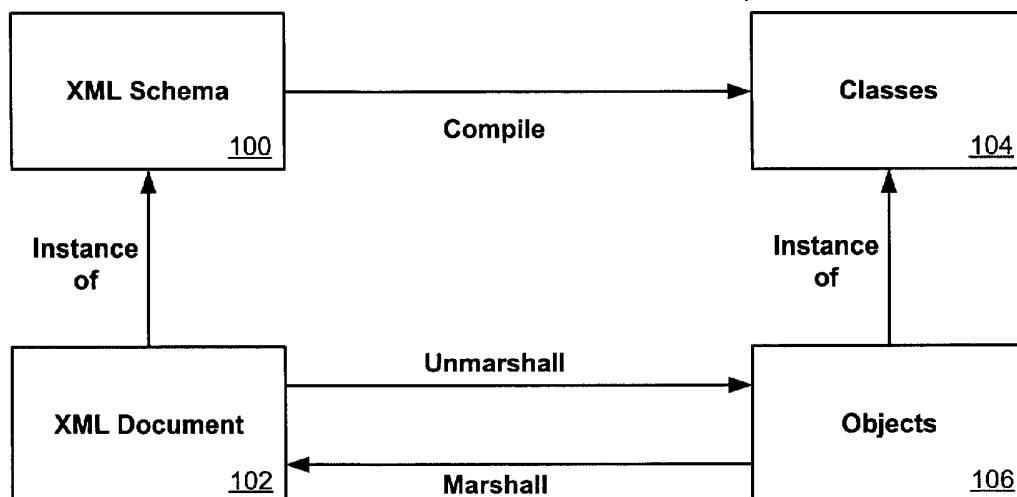 XML Schema
100
Compile
Classes
104
Instance
of
Instance
of
XML Document
102
Unmarshall
Marshall
Objects
106